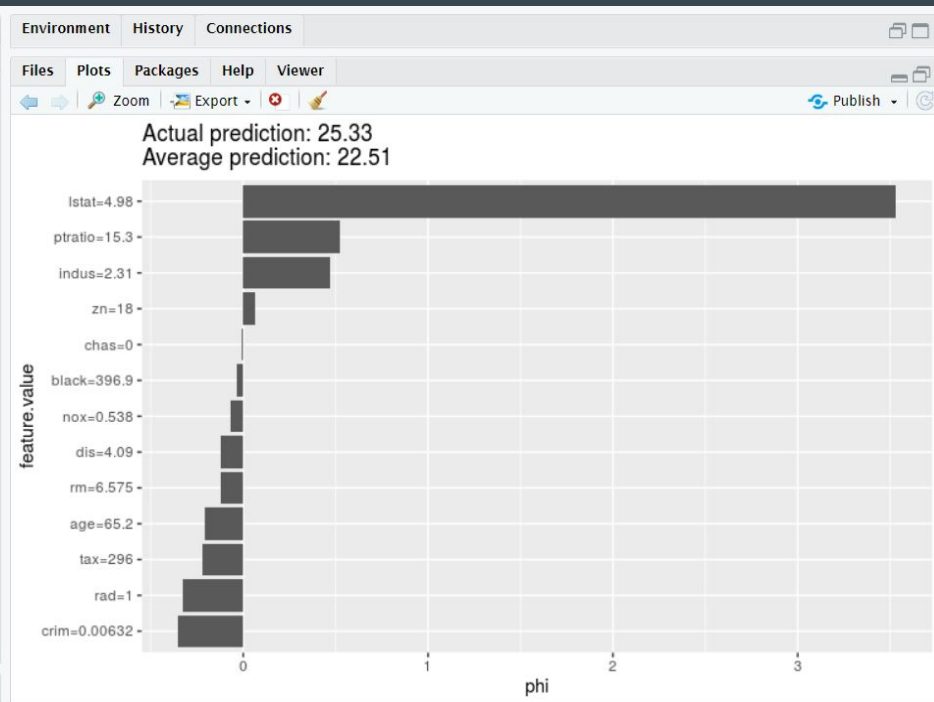 Environment History Connections
Files Plots Packages Help Viewer
Zoom Export Publish
Actual prediction: 25.33
Average prediction: 22.51
feature.value
lstat=4.98
ptratio=15.3
indus=2.31
zn=18
chas=0
black=396.9
nox=0.538
dis=4.09
rm=6.575
age=65.2
tax=296
rad=1
crim=0.00632
0 1 2 3
phi